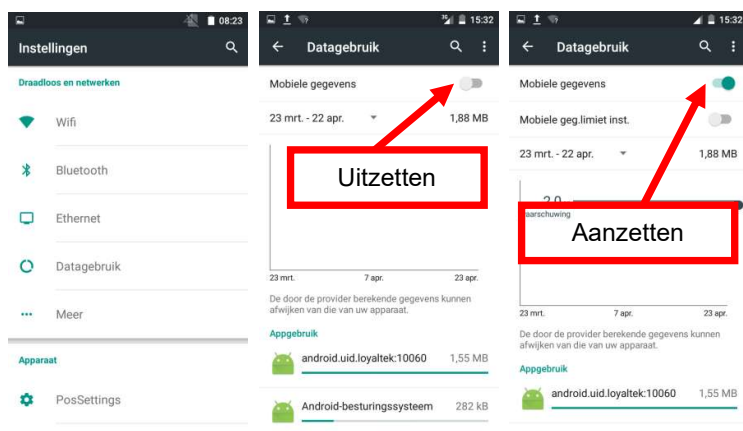 08:23
Instellingen
Draadloos en netwerken
Wifi
Bluetooth
Ethernet
Datagebruik
Meer
Apparaat
PosSettings
15:32
Datagebruik
Mobiele gegevens
23 mrt. - 22 apr. 1,88 MB
Uitzetten
23 mrt. 7 apr. 23 apr.
De door de provider berekende gegevens kunnen
afwijken van die van uw apparaat.
Appgebruik
android.uid.loyaltek:10060 1,55 MB
Android-besturingssysteem 282 kB
15:32
Datagebruik
Mobiele gegevens
Mobiele geg.limiet inst.
23 mrt. - 22 apr. 1,88 MB
2,0
aarschuwing
Aanzetten
23 mrt. 7 apr. 23 apr.
De door de provider berekende gegevens kunnen
afwijken van die van uw apparaat.
Appgebruik
android.uid.loyaltek:10060 1,55 MB